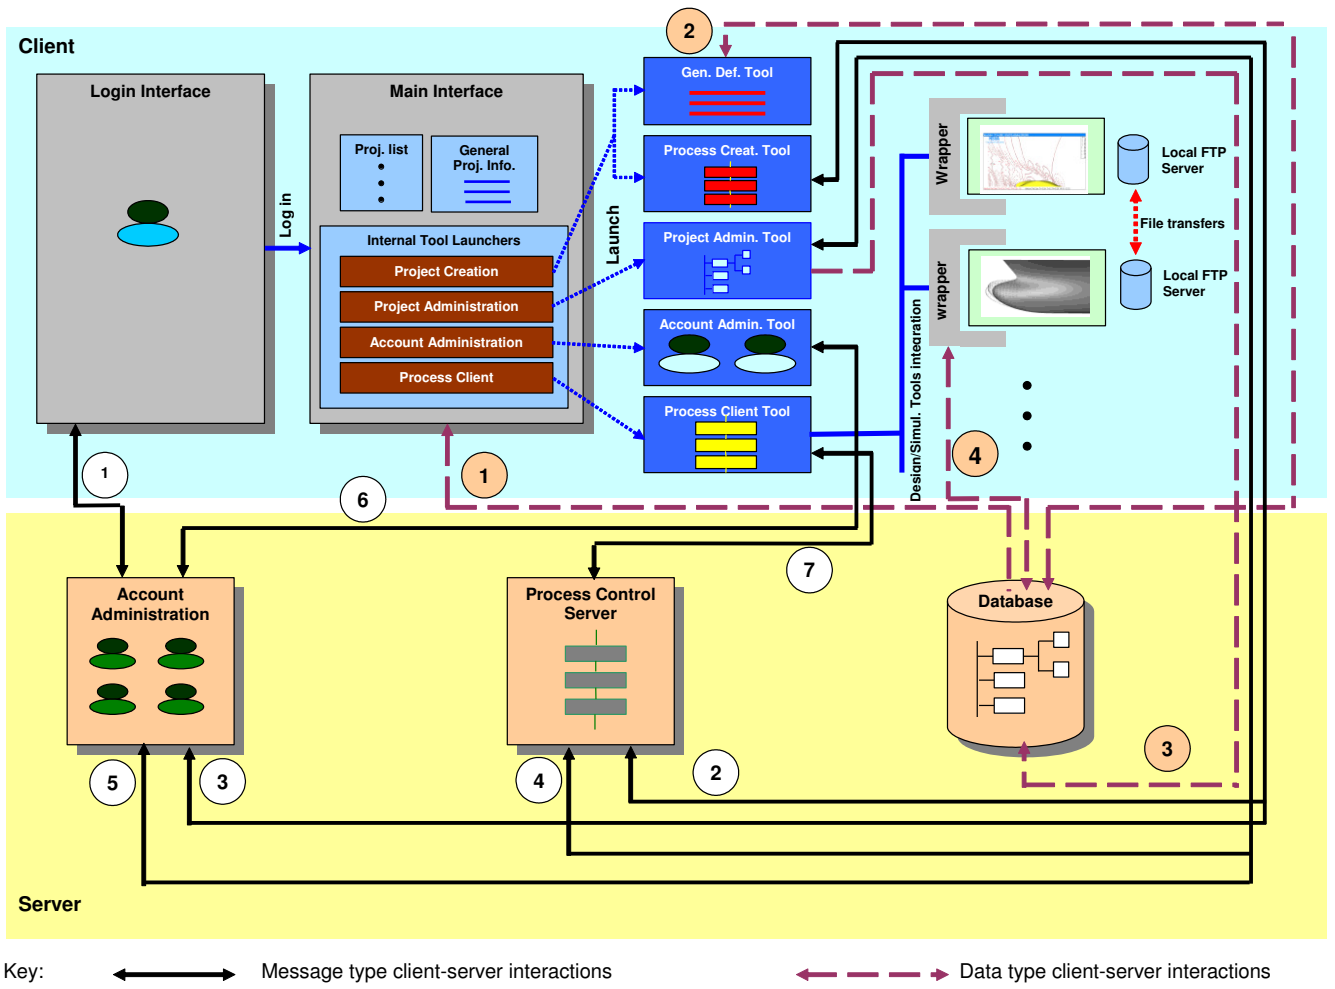 Client
2
Login Interface
Main Interface
Gen. Def. Tool
Proj. list
General
Proj. Info.
Process Creat. Tool
Wrapper
Local FTP
Server
Log in
Launch
File transfers
Internal Tool Launchers
Project Creation
Project Administration
Account Administration
Process Client
Project Admin. Tool
wrapper
Local FTP
Server
Account Admin. Tool
Process Client Tool
Design/Simul. Tools integration
1
1
4
6
7
Account
Administration
Process Control
Server
Database
5
3
4
2
3
Server
Key:
Message type client-server interactions
Data type client-server interactions